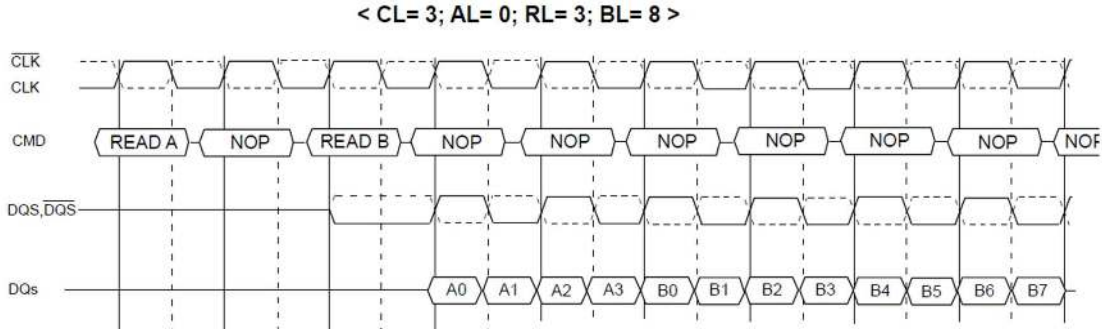 < CL= 3; AL= 0; RL= 3; BL= 8 >
CLK
CLK
CMD READ A NOP READ B NOP NOP NOP NOP NOP NOP NOP
DQS,DQS
DQs A0 A1 A2 A3 B0 B1 B2 B3 B4 B5 B6 B7